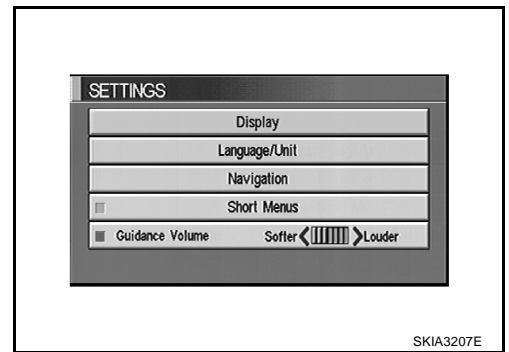 SETTINGS
Display
Language/Unit
Navigation
Short Menus
Guidance Volume Softer Louder
SKIA3207E